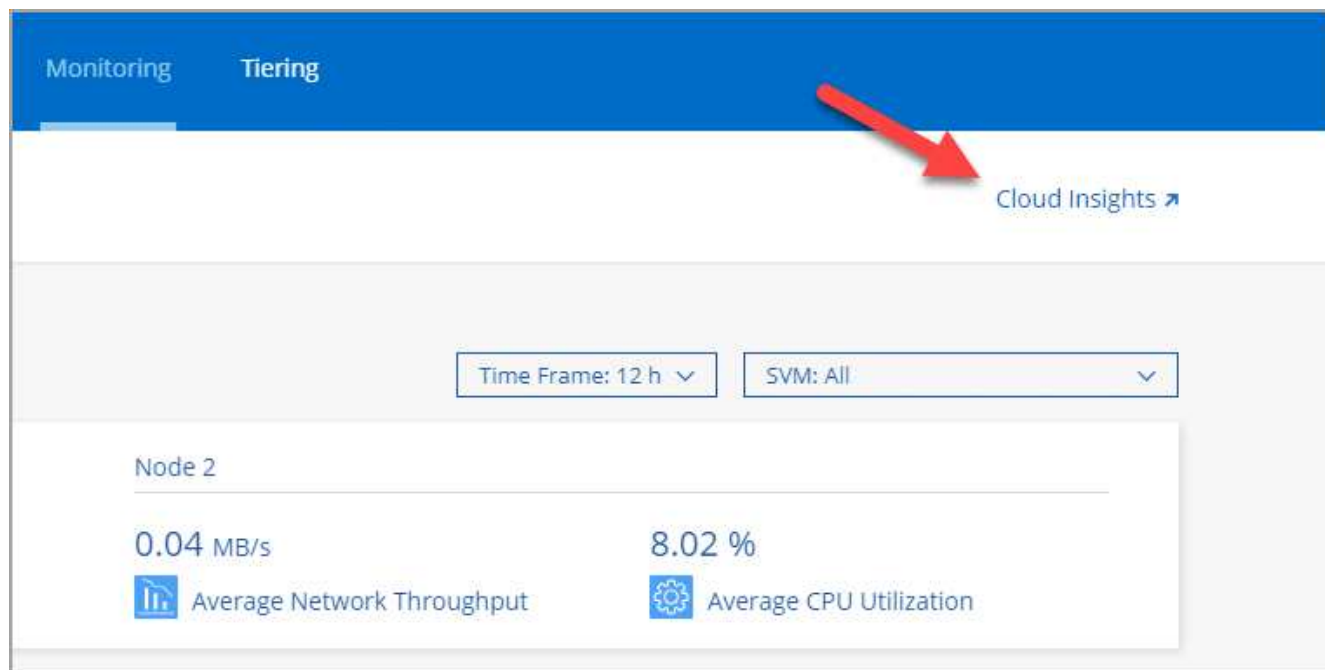 Monitoring Tiering
Cloud Insights
Time Frame: 12 h SVM: All
Node 2
0.04 MB/s 8.02 %
Average Network Throughput Average CPU Utilization